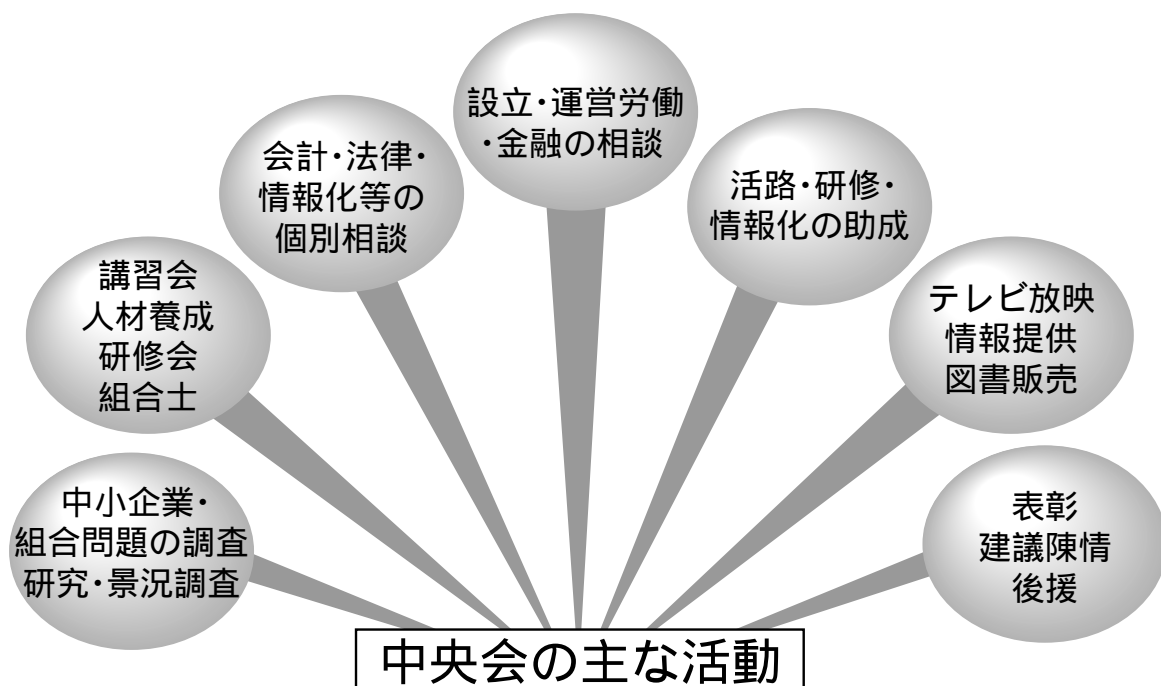 設立・運営労働
・金融の相談
会計・法律・
情報化等の
個別相談
活路・研修・
情報化の助成
講習会
人材養成
研修会
組合士
テレビ放映
情報提供
図書販売
中小企業・
組合問題の調査
研究・景況調査
表彰
建議陳情
後援
中央会の主な活動